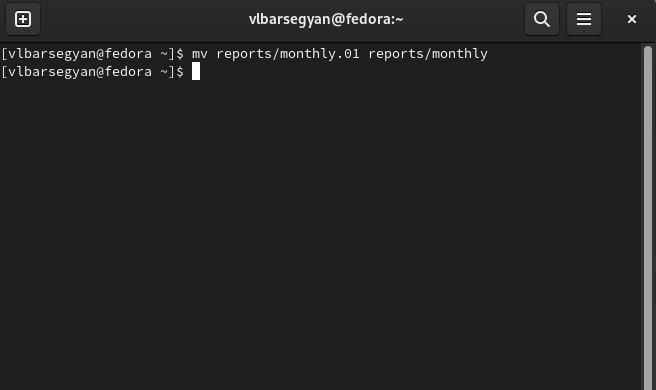 vlbarsegyan@fedora:~
[vlbarsegyan@fedora ~]$ mv reports/monthly.01 reports/monthly
[vlbarsegyan@fedora ~]$